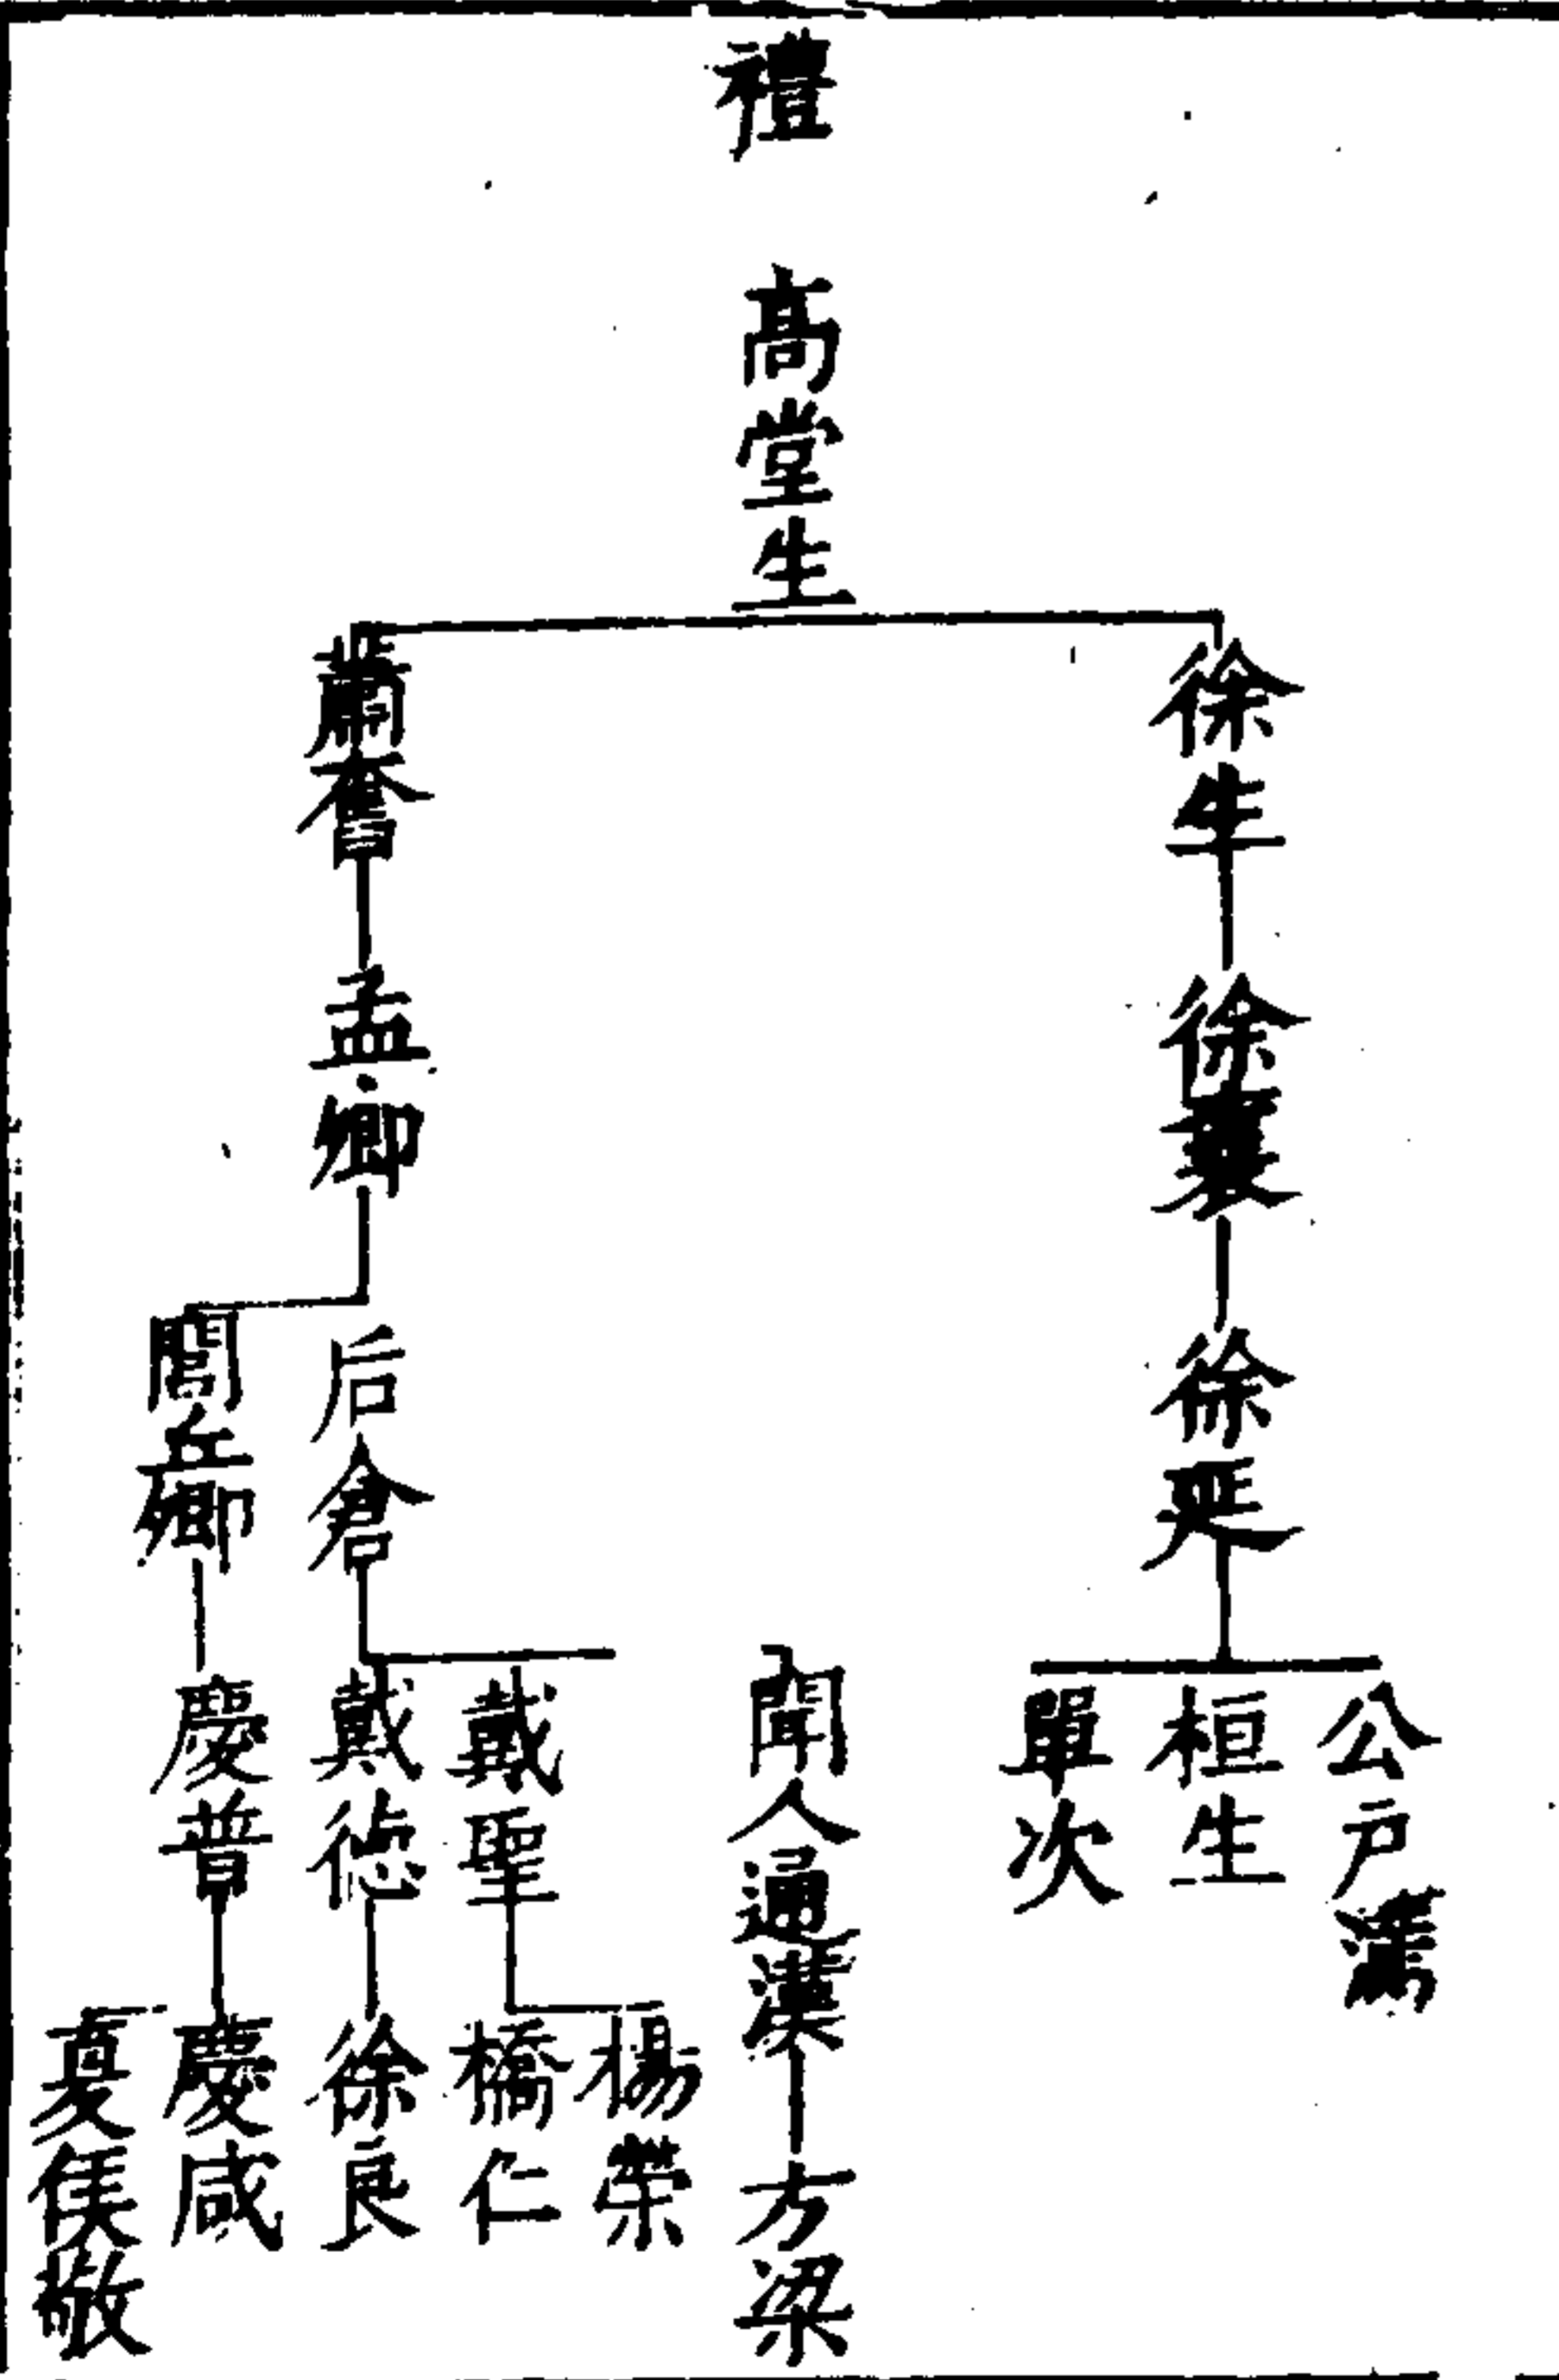 禮
高堂生
徐生
徐襄
徐延
公戶滿
桓生
單次
蕭奮
孟卿
后倉
閭丘卿
聞人通漢
方梁
戴聖
楊榮
橋仁
戴德
徐良
慶普
慶咸
夏侯敬